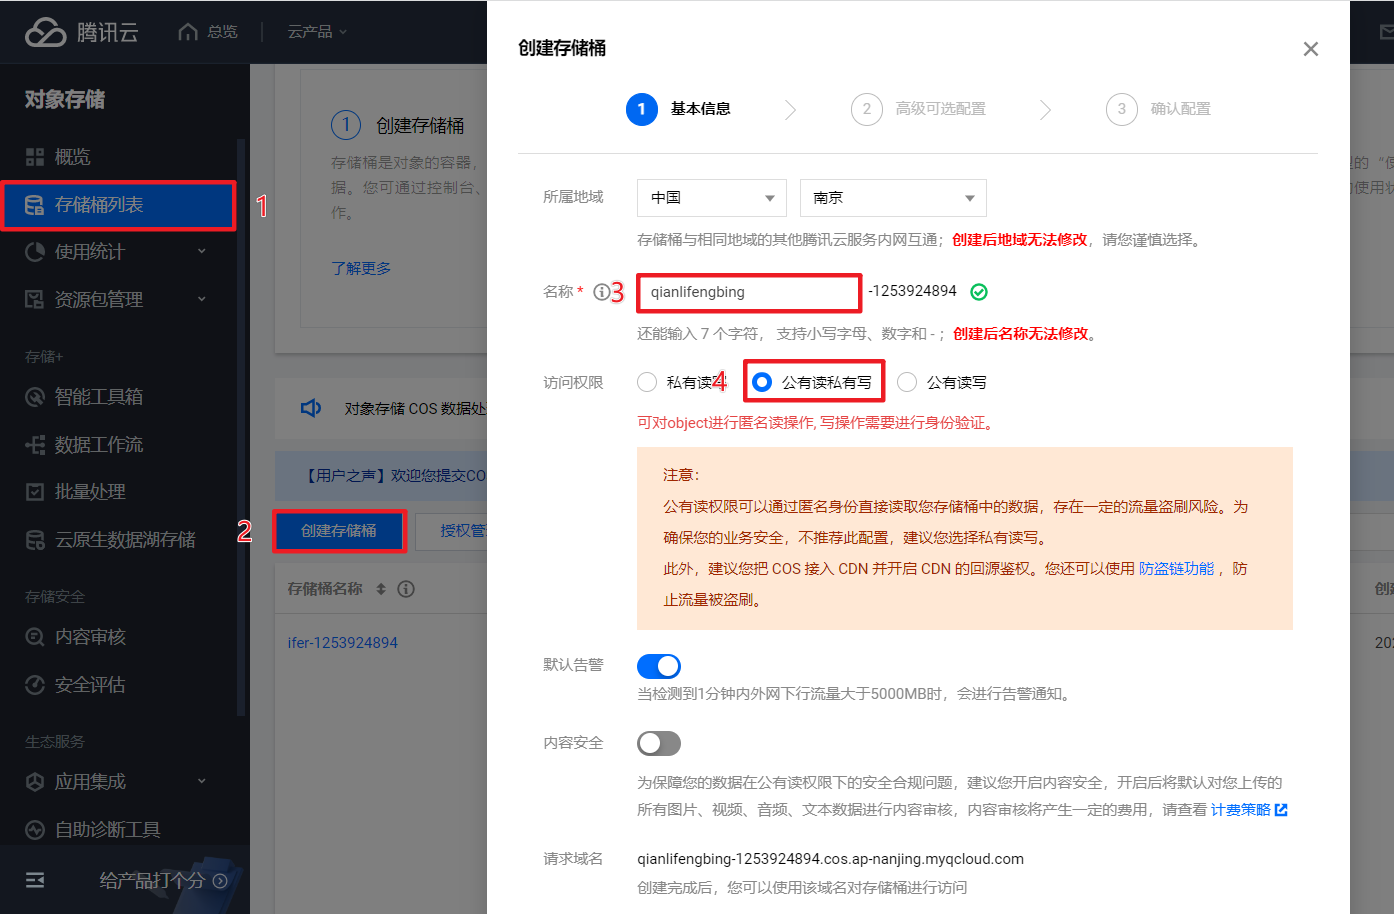 腾讯云
总览
云产品
对象存储
概览
存储桶列表
1
使用统计
资源包管理
存储+
智能工具箱
数据工作流
批量处理
云原生数据湖存储
存储安全
内容审核
安全评估
生态服务
应用集成
自助诊断工具
给产品打个分
1 创建存储桶
存储桶是对象的容器，
据。您可通过控制台、
作。
了解更多
对象存储 COS 数据处
【用户之声】欢迎您提交CO
2
创建存储桶
授权管
存储桶名称
ifer-1253924894
创建存储桶
1 基本信息
2 高级可选配置
3 确认配置
所属地域 中国 南京
存储桶与相同地域的其他腾讯云服务内网互通；创建后地域无法修改，请您谨慎选择。
名称 * 3 qianlifengbing -1253924894
还能输入 7 个字符， 支持小写字母、数字和 - ；创建后名称无法修改。
访问权限 私有读 4 公有读私有写 公有读写
可对object进行匿名读操作, 写操作需要进行身份验证。
注意：
公有读权限可以通过匿名身份直接读取您存储桶中的数据，存在一定的流量盗刷风险。为
确保您的业务安全，不推荐此配置，建议您选择私有读写。
此外，建议您把 COS 接入 CDN 并开启 CDN 的回源鉴权。您还可以使用 防盗链功能 ，防
止流量被盗刷。
默认告警
当检测到1分钟内外网下行流量大于5000MB时，会进行告警通知。
内容安全
为保障您的数据在公有读权限下的安全合规问题，建议您开启内容安全，开启后将默认对您上传的
所有图片、视频、音频、文本数据进行内容审核，内容审核将产生一定的费用，请查看 计费策略
请求域名 qianlifengbing-1253924894.cos.ap-nanjing.myqcloud.com
创建完成后，您可以使用该域名对存储桶进行访问